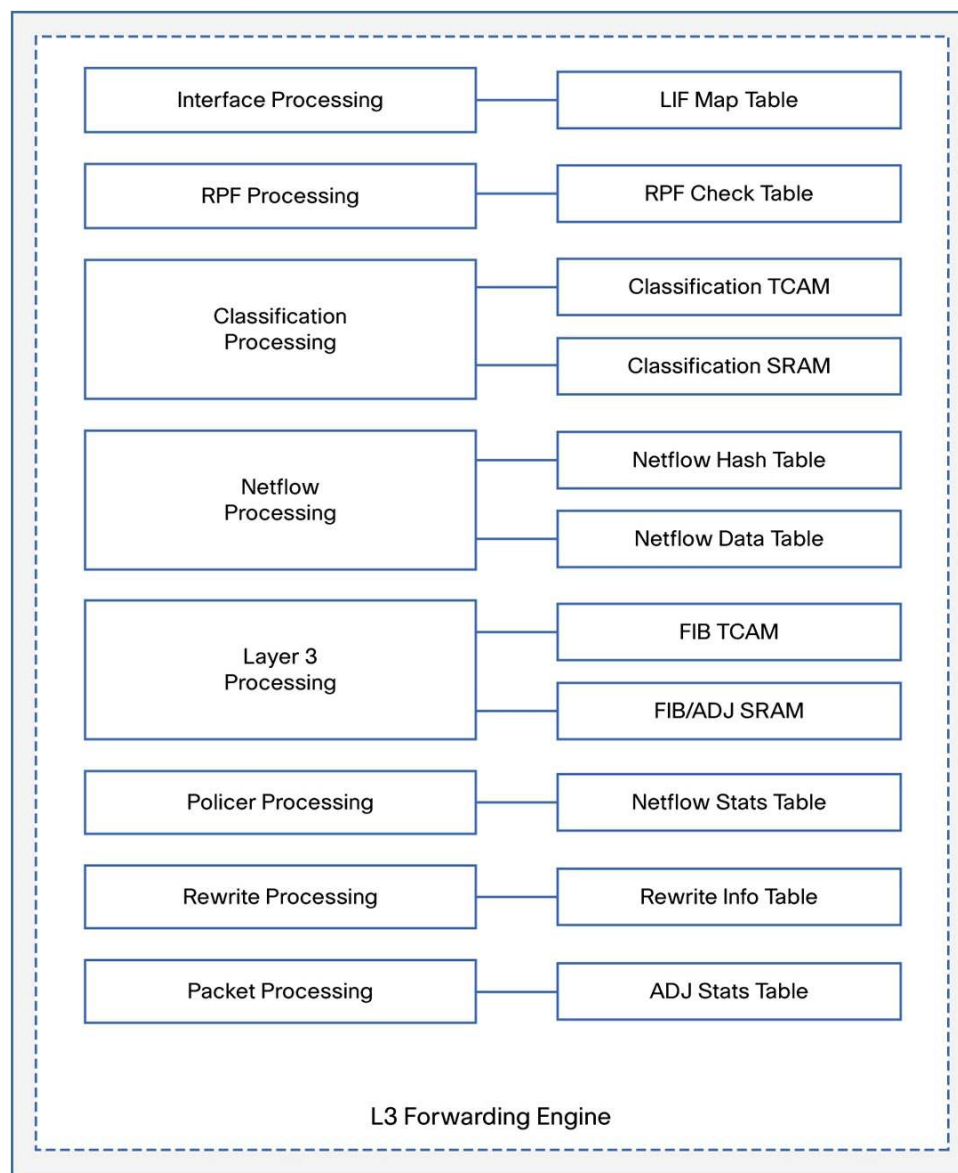 Interface Processing
LIF Map Table
RPF Processing
RPF Check Table
Classification
Processing
Classification TCAM
Classification SRAM
Netflow
Processing
Netflow Hash Table
Netflow Data Table
Layer 3
Processing
FIB TCAM
FIB/ADJ SRAM
Policer Processing
Netflow Stats Table
Rewrite Processing
Rewrite Info Table
Packet Processing
ADJ Stats Table
L3 Forwarding Engine